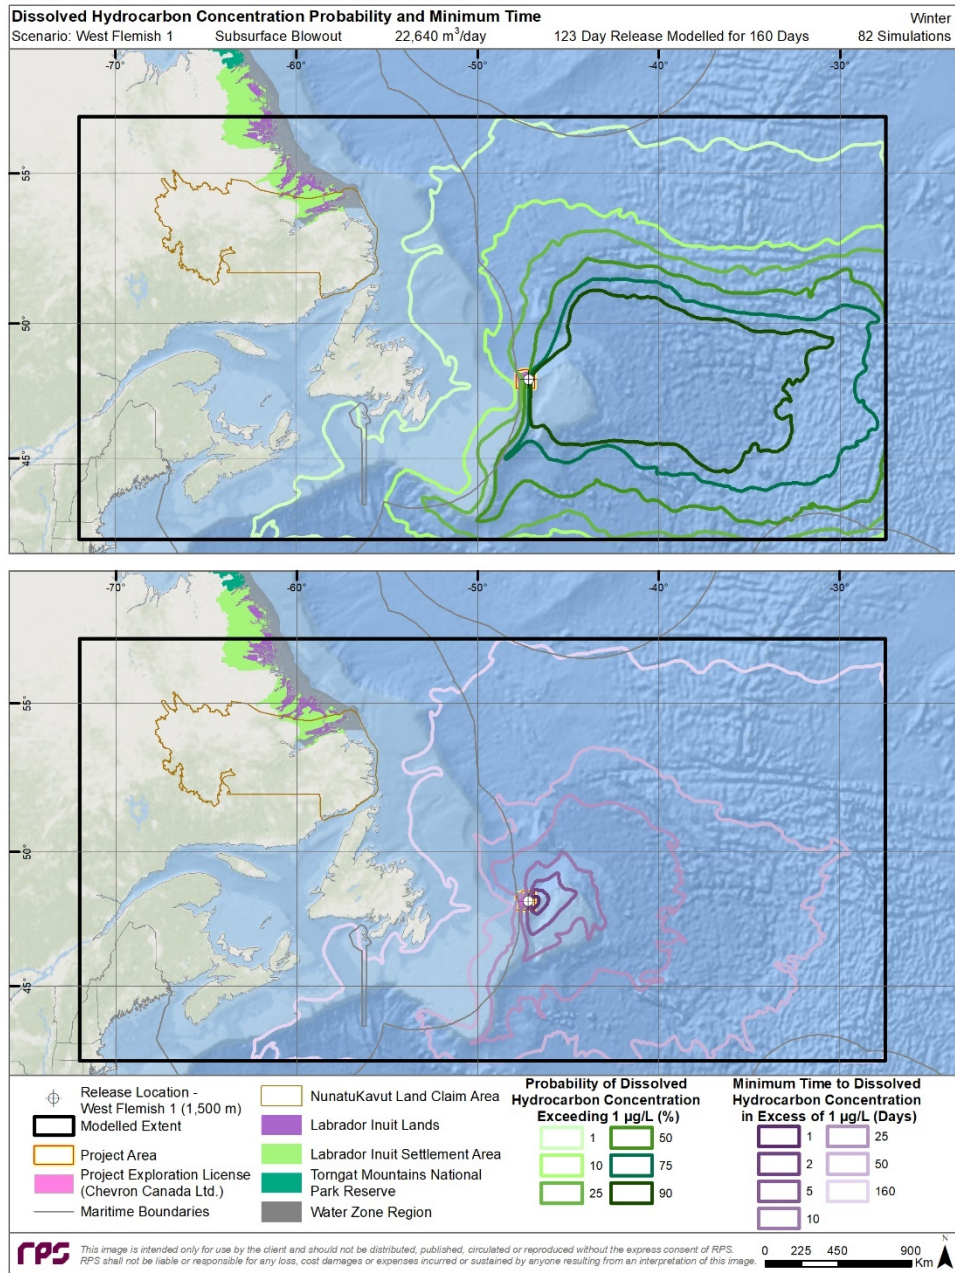 Dissolved Hydrocarbon Concentration Probability and Minimum Time
Winter
Scenario: West Flemish 1
Subsurface Blowout
22,640 m³/day
123 Day Release Modelled for 160 Days
82 Simulations
-70°
-60°
-50°
-40°
-30°
55°
50°
45°
-70°
-60°
-50°
-40°
-30°
55°
50°
45°
Release Location -
West Flemish 1 (1,500 m)
Modelled Extent
Project Area
Project Exploration License
(Chevron Canada Ltd.)
Maritime Boundaries
NunatuKavut Land Claim Area
Labrador Inuit Lands
Labrador Inuit Settlement Area
Torngat Mountains National
Park Reserve
Water Zone Region
Probability of Dissolved
Hydrocarbon Concentration
Exceeding 1 µg/L (%)
1
10
25
50
75
90
Minimum Time to Dissolved
Hydrocarbon Concentration
in Excess of 1 µg/L (Days)
1
2
5
10
25
50
160
RPS
This image is intended only for use by the client and should not be distributed, published, circulated or reproduced without the express consent of RPS.
RPS shall not be liable or responsible for any loss, cost damages or expenses incurred or sustained by anyone resulting from an interpretation of this image.
0 225 450 900
Km
N